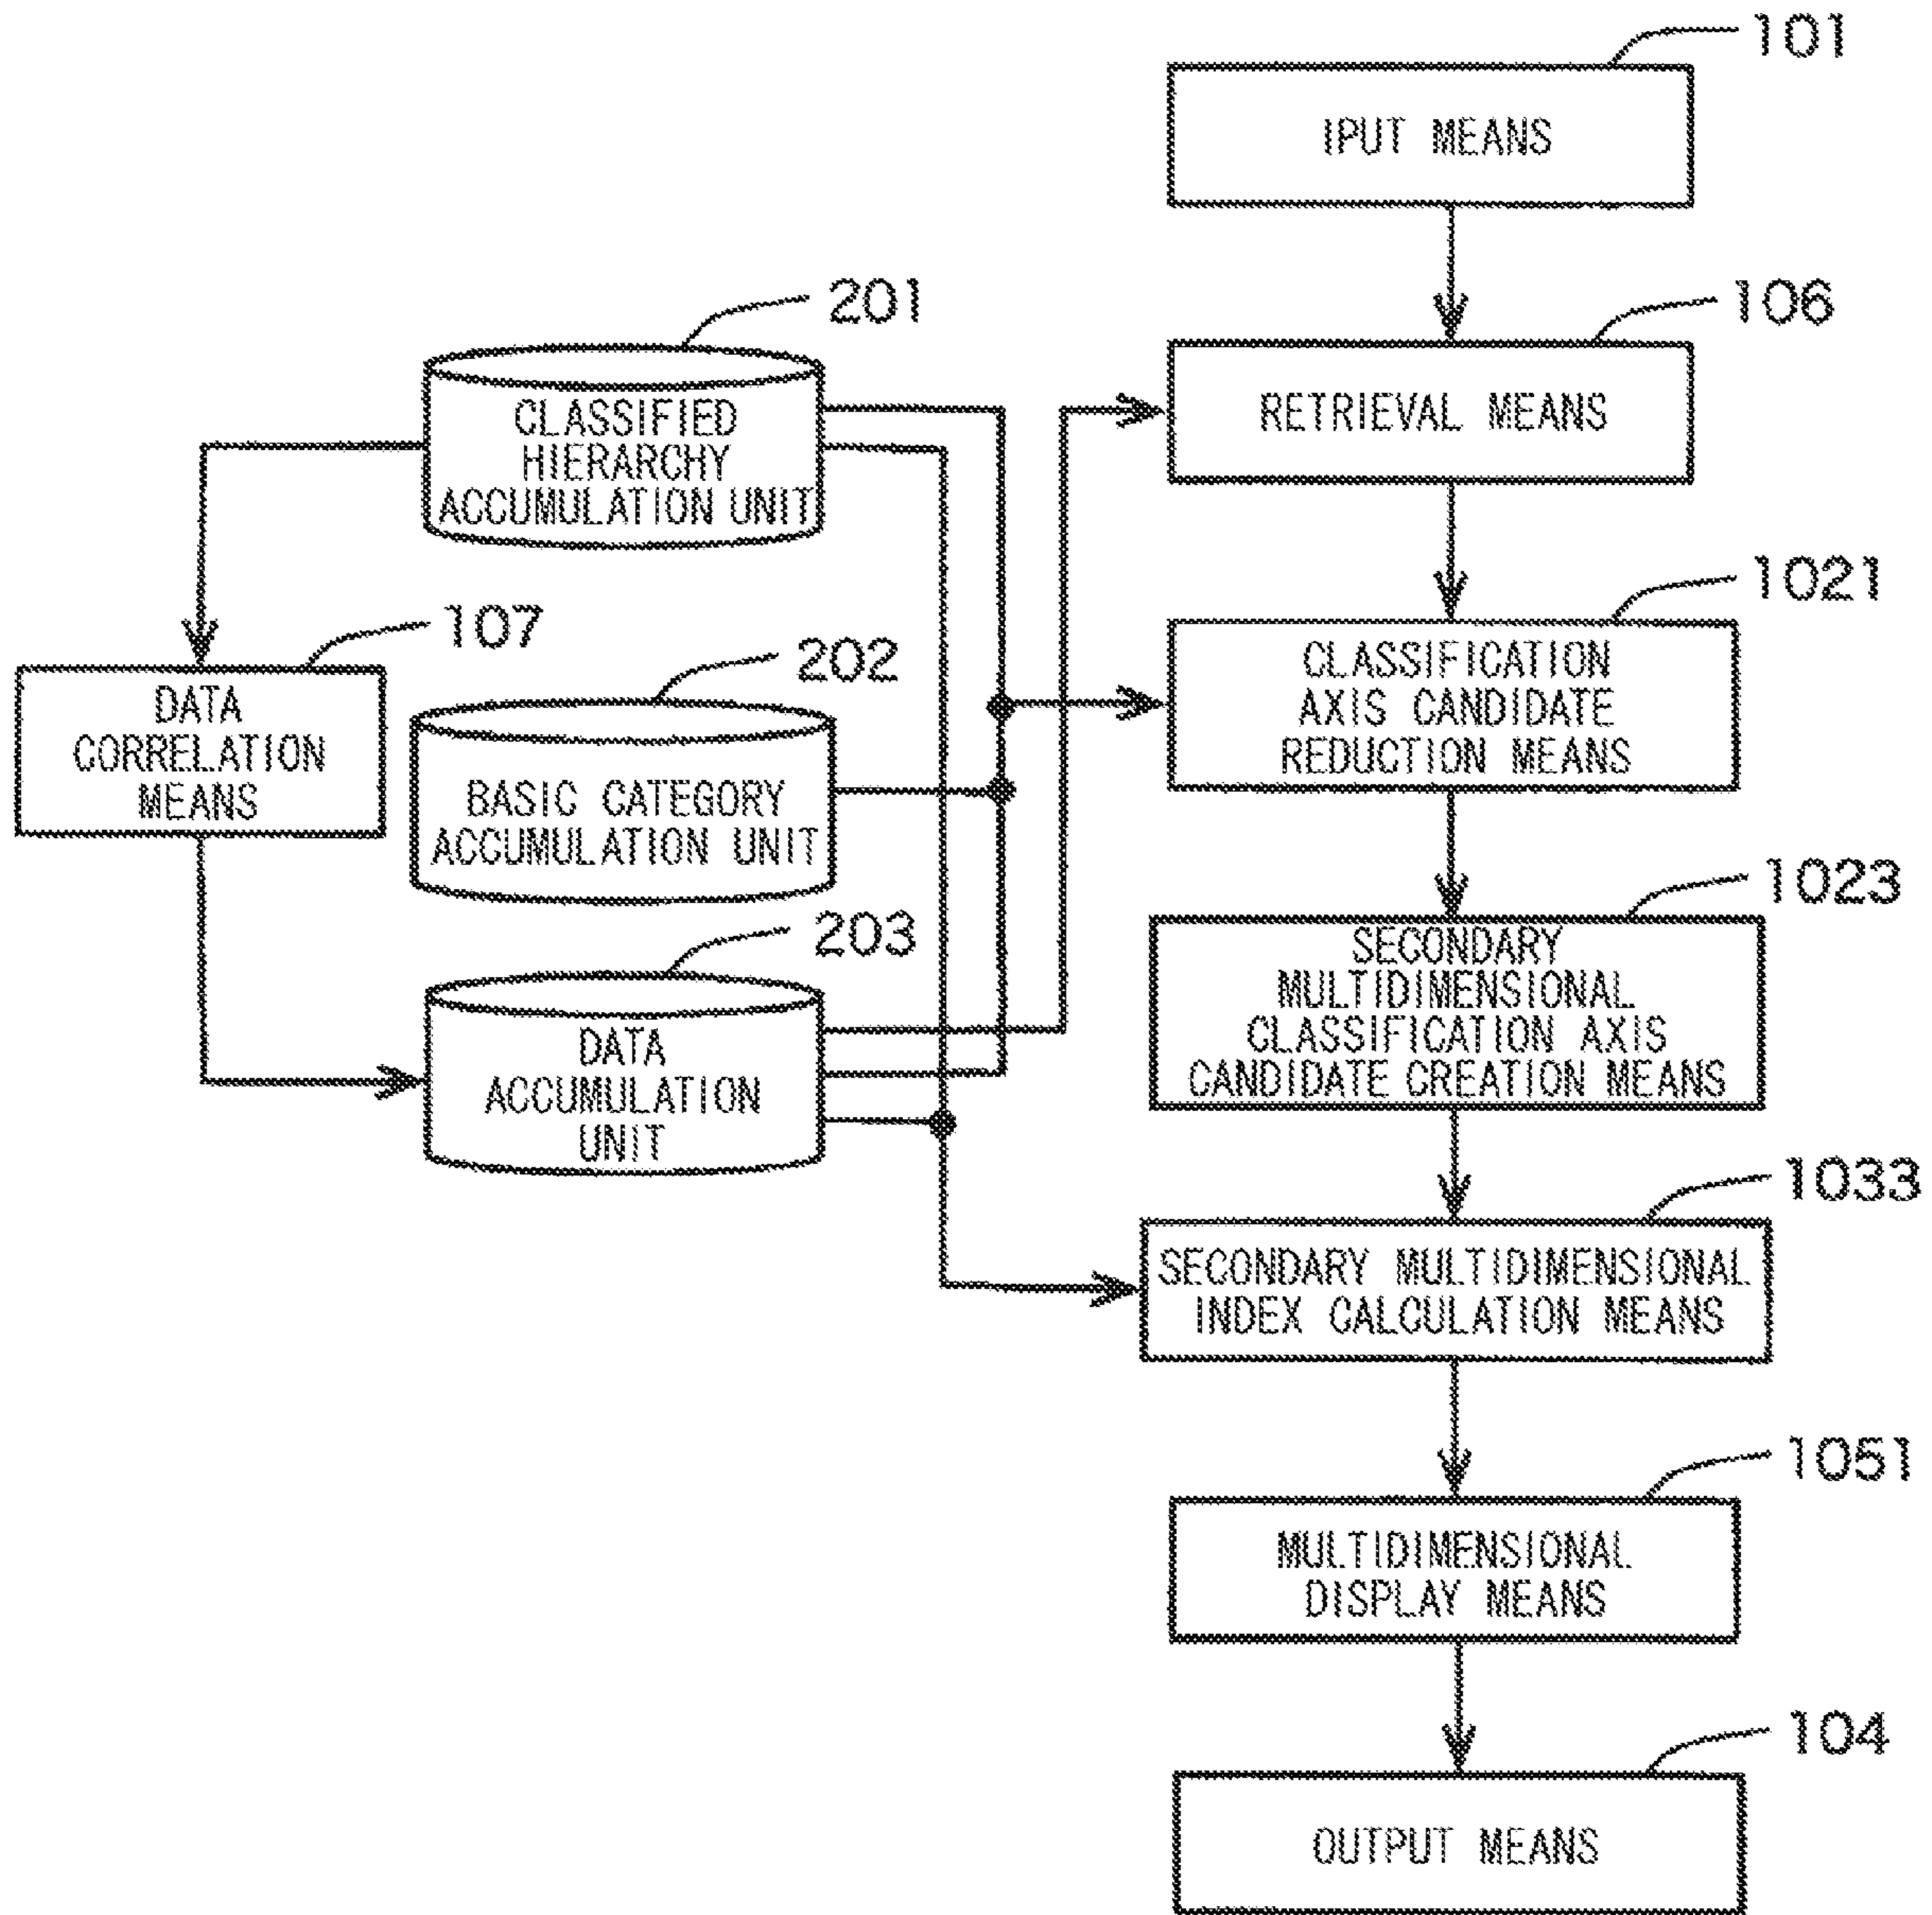 101
IPUT MEANS
201
106
CLASSIFIED
HIERARCHY
ACCUMULATION UNIT
RETRIEVAL MEANS
1021
107
CLASSIFICATION
AXIS CANDIDATE
REDUCTION MEANS
202
DATA
CORRELATION
MEANS
BASIC CATEGORY
ACCUMULATION UNIT
1023
203
SECONDARY
MULTIDIMENSIONAL
CLASSIFICATION AXIS
CANDIDATE CREATION MEANS
DATA
ACCUMULATION
UNIT
1033
SECONDARY MULTIDIMENSIONAL
INDEX CALCULATION MEANS
1051
MULTIDIMENSIONAL
DISPLAY MEANS
104
OUTPUT MEANS